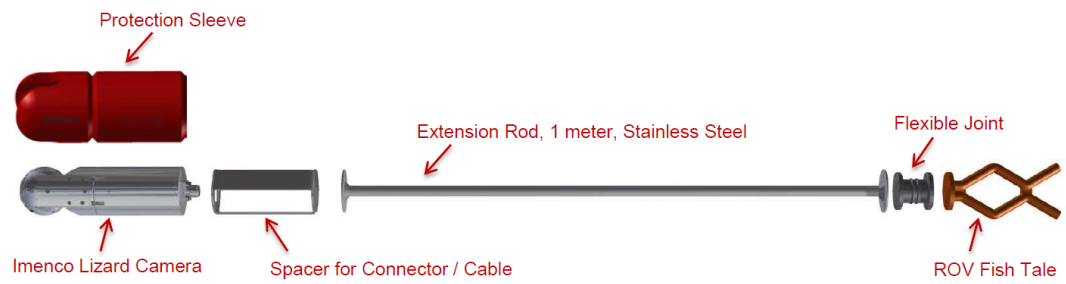 Protection Sleeve
Extension Rod, 1 meter, Stainless Steel
Flexible Joint
Imenco Lizard Camera
Spacer for Connector / Cable
ROV Fish Tale